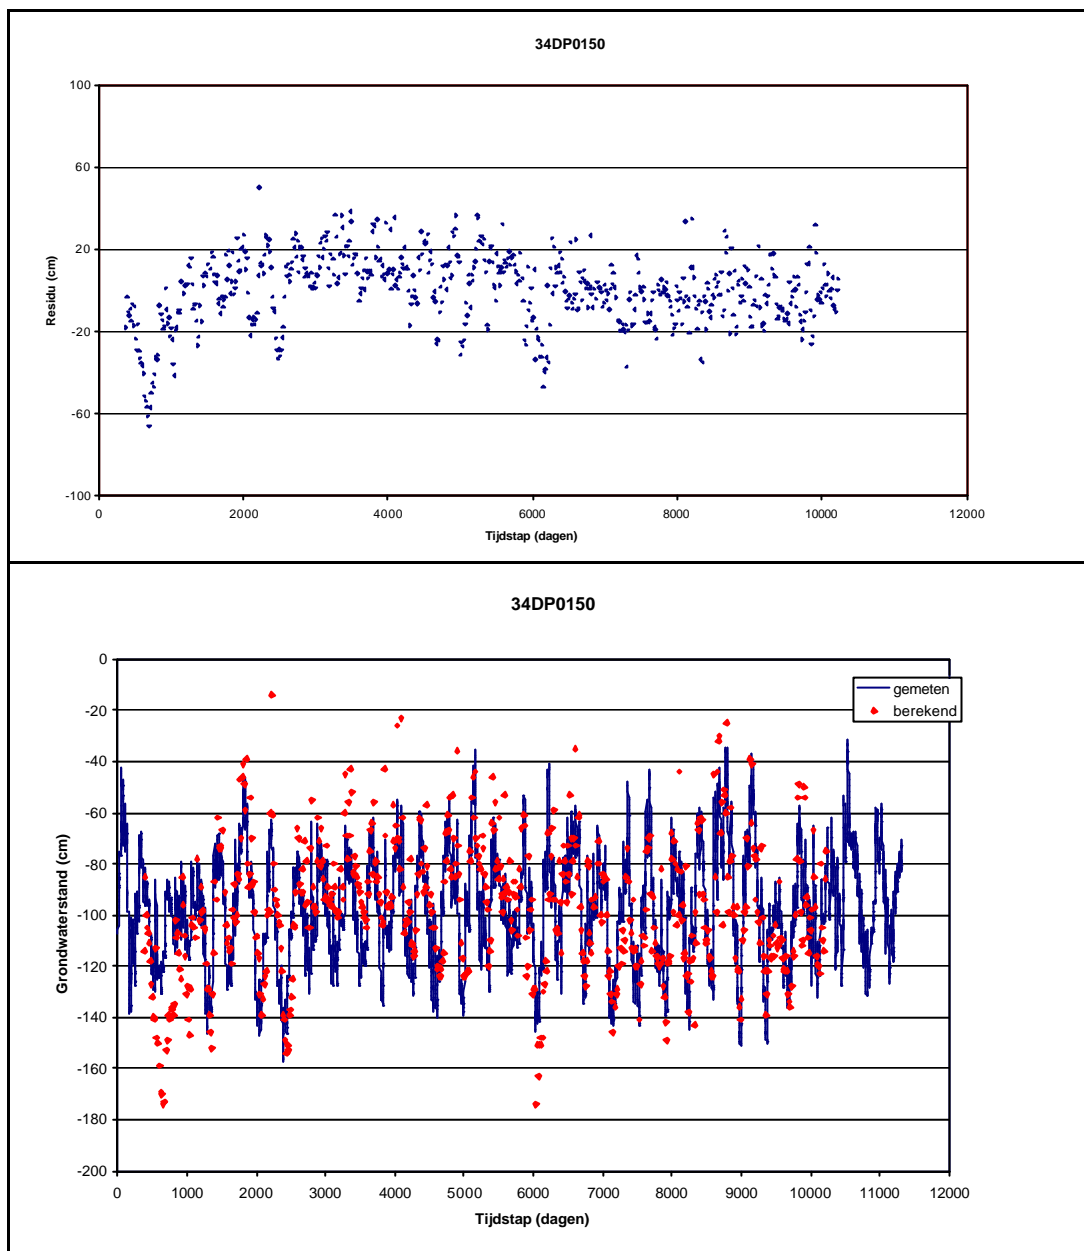 34DP0150
100
60
20
-20
-60
-100
Residu (cm)
0 2000 4000 6000 8000 10000 12000
Tijdstap (dagen)
34DP0150
0
-20
-40
-60
-80
-100
-120
-140
-160
-180
-200
Grondwaterstand (cm)
gemeten
berekend
0 1000 2000 3000 4000 5000 6000 7000 8000 9000 10000 11000 12000
Tijdstap (dagen)